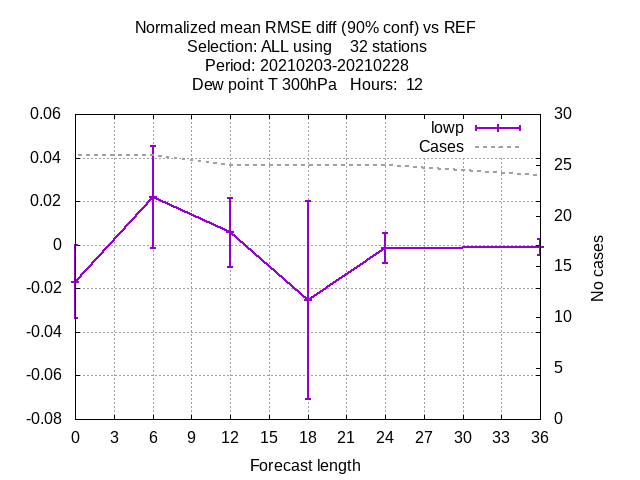 Normalized mean RMSE diff (90% conf) vs REF
Selection: ALL using    32 stations
Period: 20210203-20210228
Dew point T 300hPa   Hours:  12
lowp
Cases
0.06
0.04
0.02
0
-0.02
-0.04
-0.06
-0.08
30
25
20
15
10
5
0
No cases
0 3 6 9 12 15 18 21 24 27 30 33 36
Forecast length